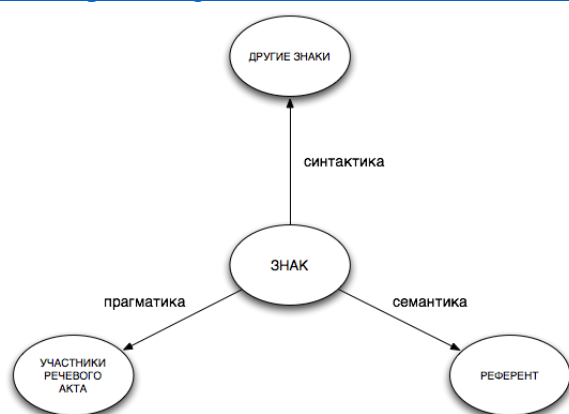 ДРУГИЕ ЗНАКИ
синтактика
ЗНАК
прагматика
семантика
УЧАСТНИКИ
РЕЧЕВОГО
АКТА
РЕФЕРЕНТ